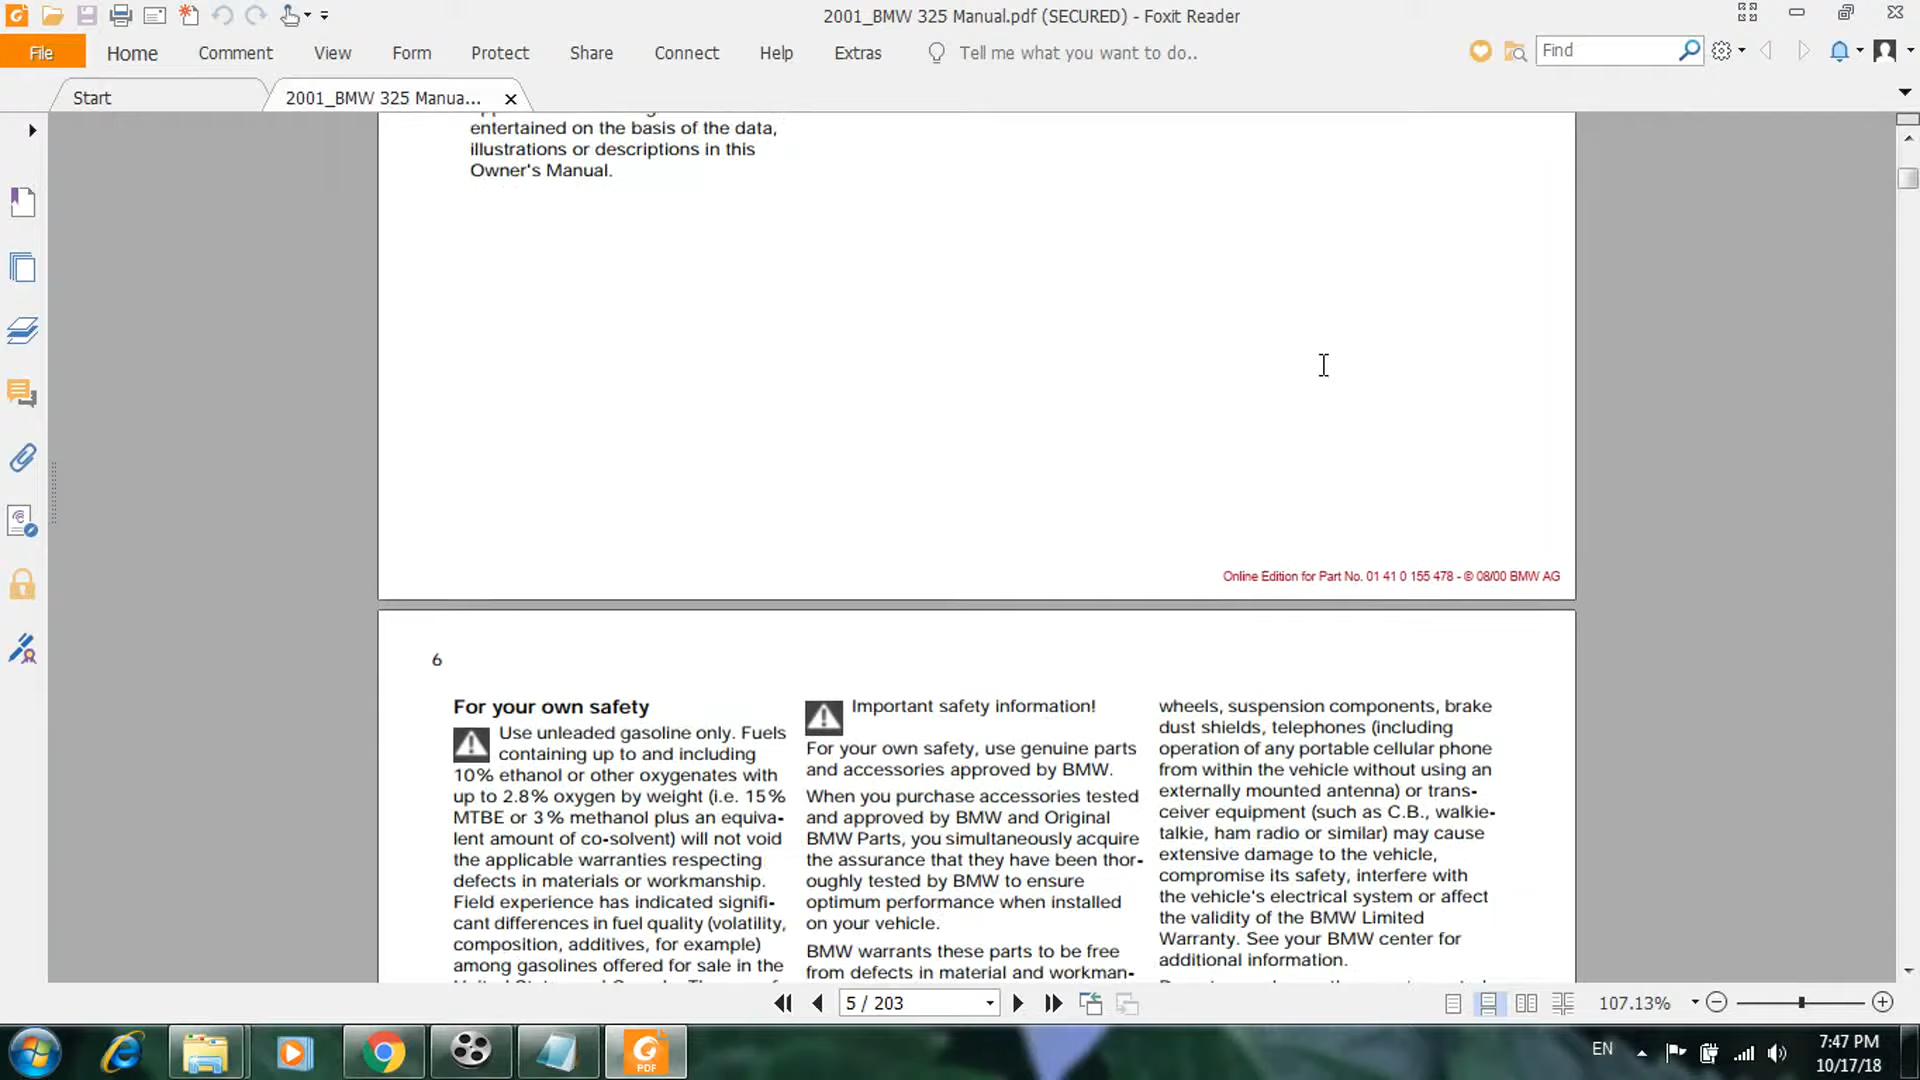 2001_BMW 325 Manual.pdf (SECURED) - Foxit Reader
File
Home
Comment
View
Form
Protect
Share
Connect
Help
Extras
Tell me what you want to do..
Find
Start
2001_BMW 325 Manua...
entertained on the basis of the data,
illustrations or descriptions in this
Owner's Manual.
Online Edition for Part No. 01 41 0 155 478 - © 08/00 BMW AG
6
For your own safety
Use unleaded gasoline only. Fuels
containing up to and including
10% ethanol or other oxygenates with
up to 2.8% oxygen by weight (i.e. 15%
MTBE or 3% methanol plus an equiva-
lent amount of co-solvent) will not void
the applicable warranties respecting
defects in materials or workmanship.
Field experience has indicated signifi-
cant differences in fuel quality (volatility,
composition, additives, for example)
among gasolines offered for sale in the
Important safety information!
For your own safety, use genuine parts
and accessories approved by BMW.
When you purchase accessories tested
and approved by BMW and Original
BMW Parts, you simultaneously acquire
the assurance that they have been thor-
oughly tested by BMW to ensure
optimum performance when installed
on your vehicle.
BMW warrants these parts to be free
from defects in material and workman-
wheels, suspension components, brake
dust shields, telephones (including
operation of any portable cellular phone
from within the vehicle without using an
externally mounted antenna) or trans-
ceiver equipment (such as C.B., walkie-
talkie, ham radio or similar) may cause
extensive damage to the vehicle,
compromise its safety, interfere with
the vehicle's electrical system or affect
the validity of the BMW Limited
Warranty. See your BMW center for
additional information.
5 / 203
107.13%
PDF
EN
7:47 PM
10/17/18